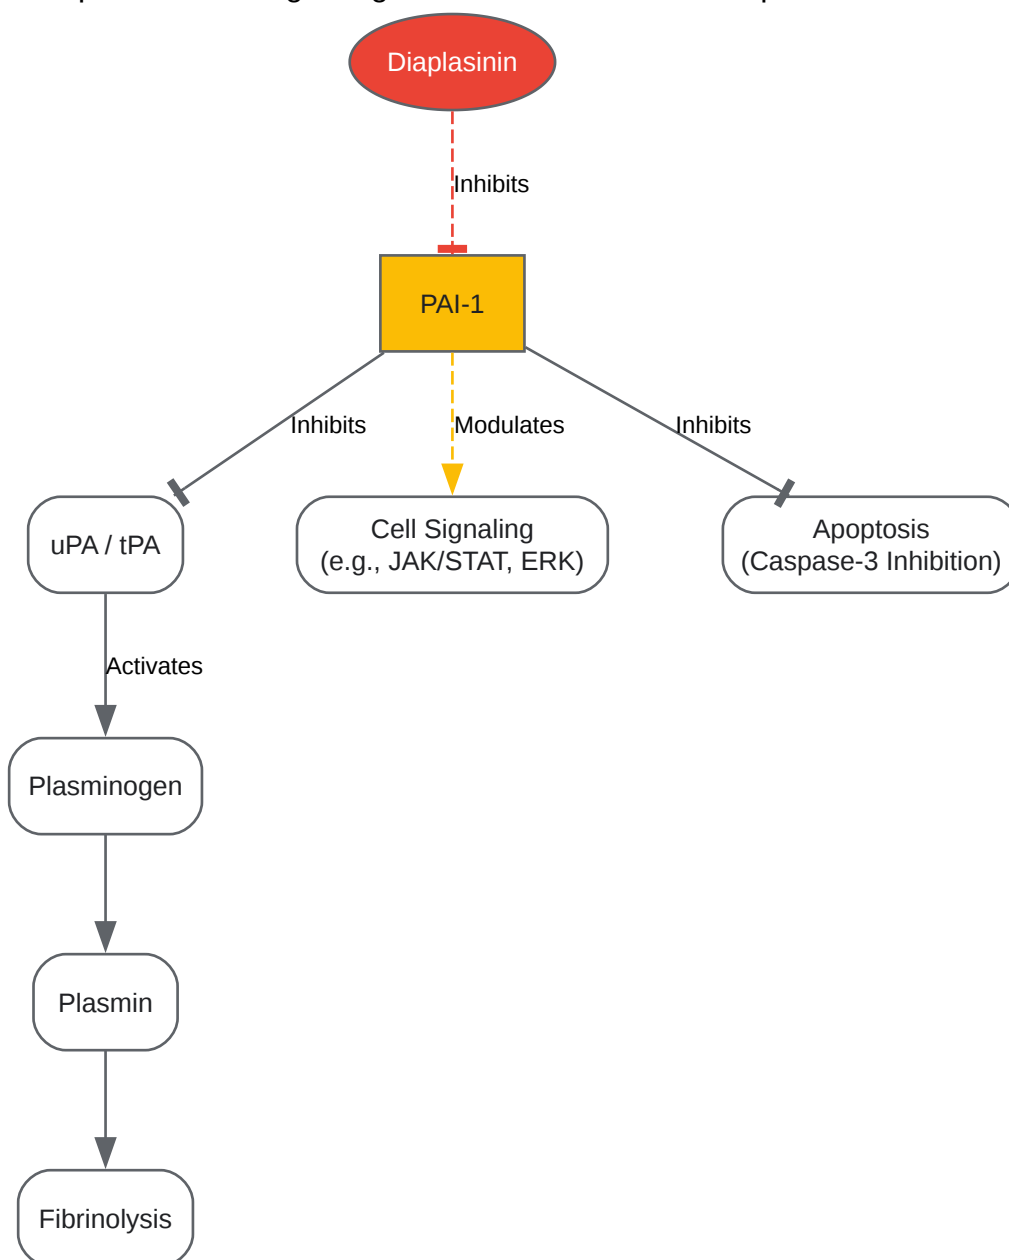 Diaplasinin
Inhibits
PAI-1
Inhibits
Modulates
Inhibits
uPA / tPA
Cell Signaling
(e.g., JAK/STAT, ERK)
Apoptosis
(Caspase-3 Inhibition)
Activates
Plasminogen
Plasmin
Fibrinolysis